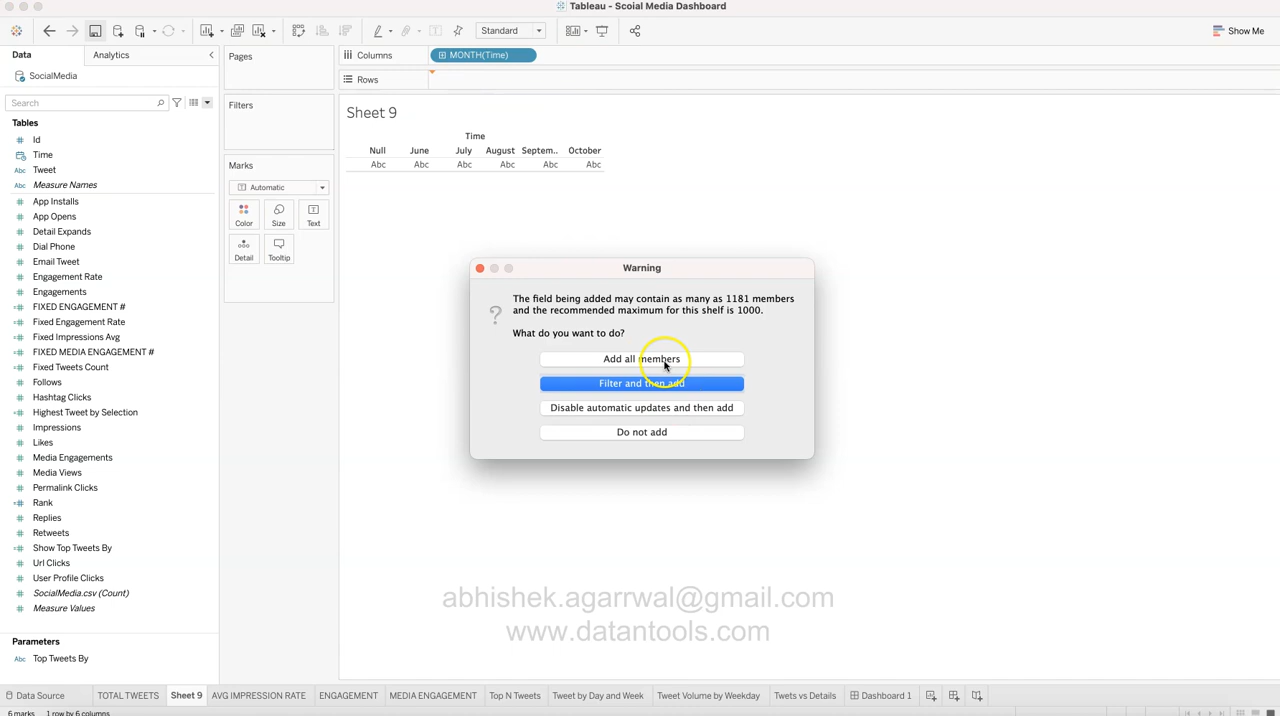 Tableau - Scoial Media Dashboard
Standard
Show Me
Data
Analytics
Pages
Columns
MONTH(Time)
SocialMedia
Rows
Search
Filters
Sheet 9
Tables
Time
Id
Null
June
July
August
Septem..
October
Time
Abc
Abc
Abc
Abc
Abc
Abc
Abc
Tweet
Marks
Abc
Measure Names
Automatic
App Installs
App Opens
Color
Size
Text
Detail Expands
Dial Phone
Detail
Tooltip
Email Tweet
Engagement Rate
Engagements
FIXED ENGAGEMENT #
Fixed Engagement Rate
Fixed Impressions Avg
FIXED MEDIA ENGAGEMENT #
Fixed Tweets Count
Follows
Hashtag Clicks
Highest Tweet by Selection
Impressions
Likes
Media Engagements
Media Views
Permalink Clicks
Rank
Replies
Retweets
Show Top Tweets By
Url Clicks
User Profile Clicks
SocialMedia.csv (Count)
Measure Values
Parameters
Abc
Top Tweets By
Warning
The field being added may contain as many as 1181 members
and the recommended maximum for this shelf is 1000.
What do you want to do?
Add all members
Filter and then add
Disable automatic updates and then add
Do not add
abhishek.agarrwal@gmail.com
www.datantools.com
Data Source
TOTAL TWEETS
Sheet 9
AVG IMPRESSION RATE
ENGAGEMENT
MEDIA ENGAGEMENT
Top N Tweets
Tweet by Day and Week
Tweet Volume by Weekday
Twets vs Details
Dashboard 1
6 marks
1 row by 6 columns